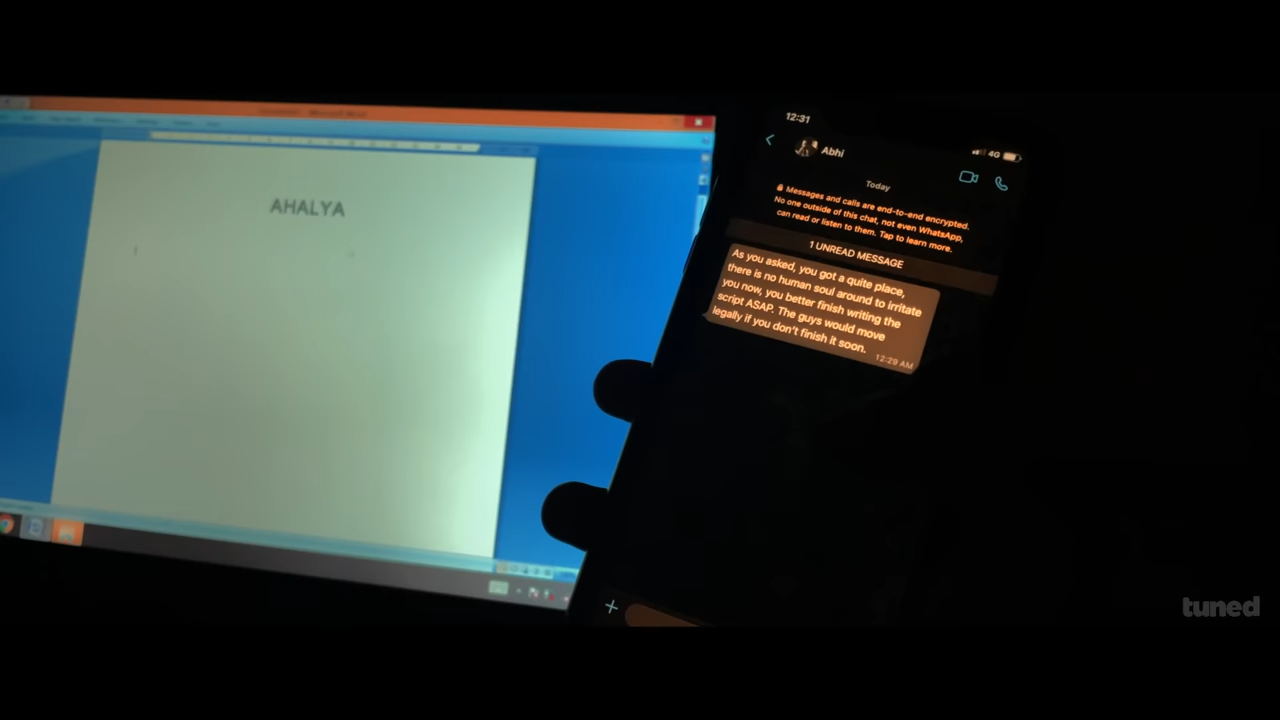 AHALYA
12:31
4G
Abhi
Today
Messages and calls are end-to-end encrypted.
No one outside of this chat, not even WhatsApp,
can read or listen to them. Tap to learn more.
1 UNREAD MESSAGE
As you asked, you got a quite place,
there is no human soul around to irritate
you now, you better finish writing the
script ASAP. The guys would move
legally if you don't finish it soon.
12:29 AM
tuned